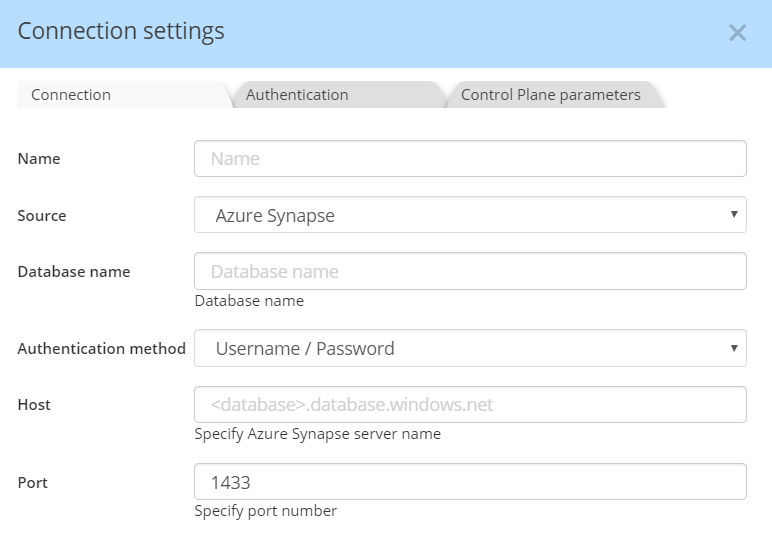 Connection settings
Connection Authentication Control Plane parameters
Name Name
Source Azure Synapse
Database name Database name
Database name
Authentication method Username / Password
Host <database>.database.windows.net
Specify Azure Synapse server name
Port 1433
Specify port number